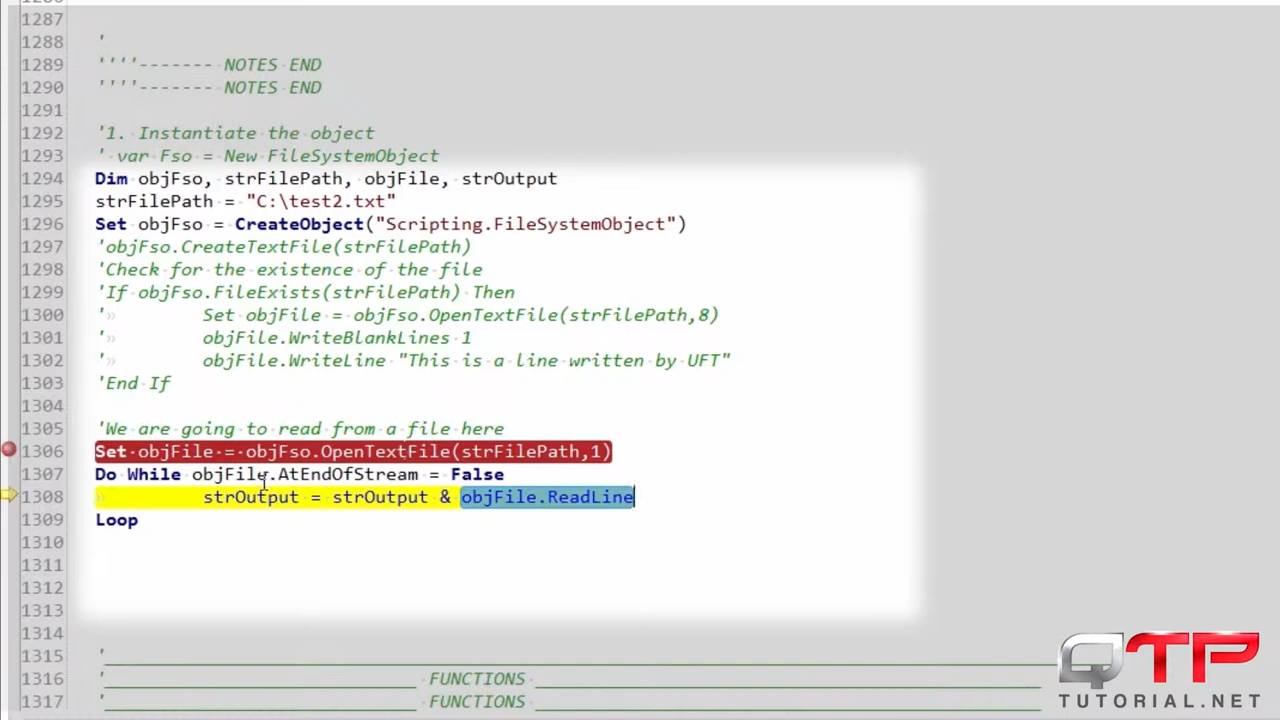 1287
1288 '
1289 ''''------- NOTES END
1290 ''''------- NOTES END
1291
1292 '1. Instantiate the object
1293 ' var Fso = New FileSystemObject
1294 Dim objFso, strFilePath, objFile, strOutput
1295 strFilePath = "C:\test2.txt"
1296 Set objFso = CreateObject("Scripting.FileSystemObject")
1297 'objFso.CreateTextFile(strFilePath)
1298 'Check for the existence of the file
1299 'If objFso.FileExists(strFilePath) Then
1300 '» Set objFile = objFso.OpenTextFile(strFilePath,8)
1301 '» objFile.WriteBlankLines 1
1302 '» objFile.WriteLine "This is a line written by UFT"
1303 'End If
1304
1305 'We are going to read from a file here
1306 Set objFile = objFso.OpenTextFile(strFilePath,1)
1307 Do While objFile.AtEndOfStream = False
1308 » strOutput = strOutput & objFile.ReadLine
1309 Loop
1310
1311
1312
1313
1314
1315 '
1316 ' FUNCTIONS
1317 ' FUNCTIONS
QTP
TUTORIAL.NET